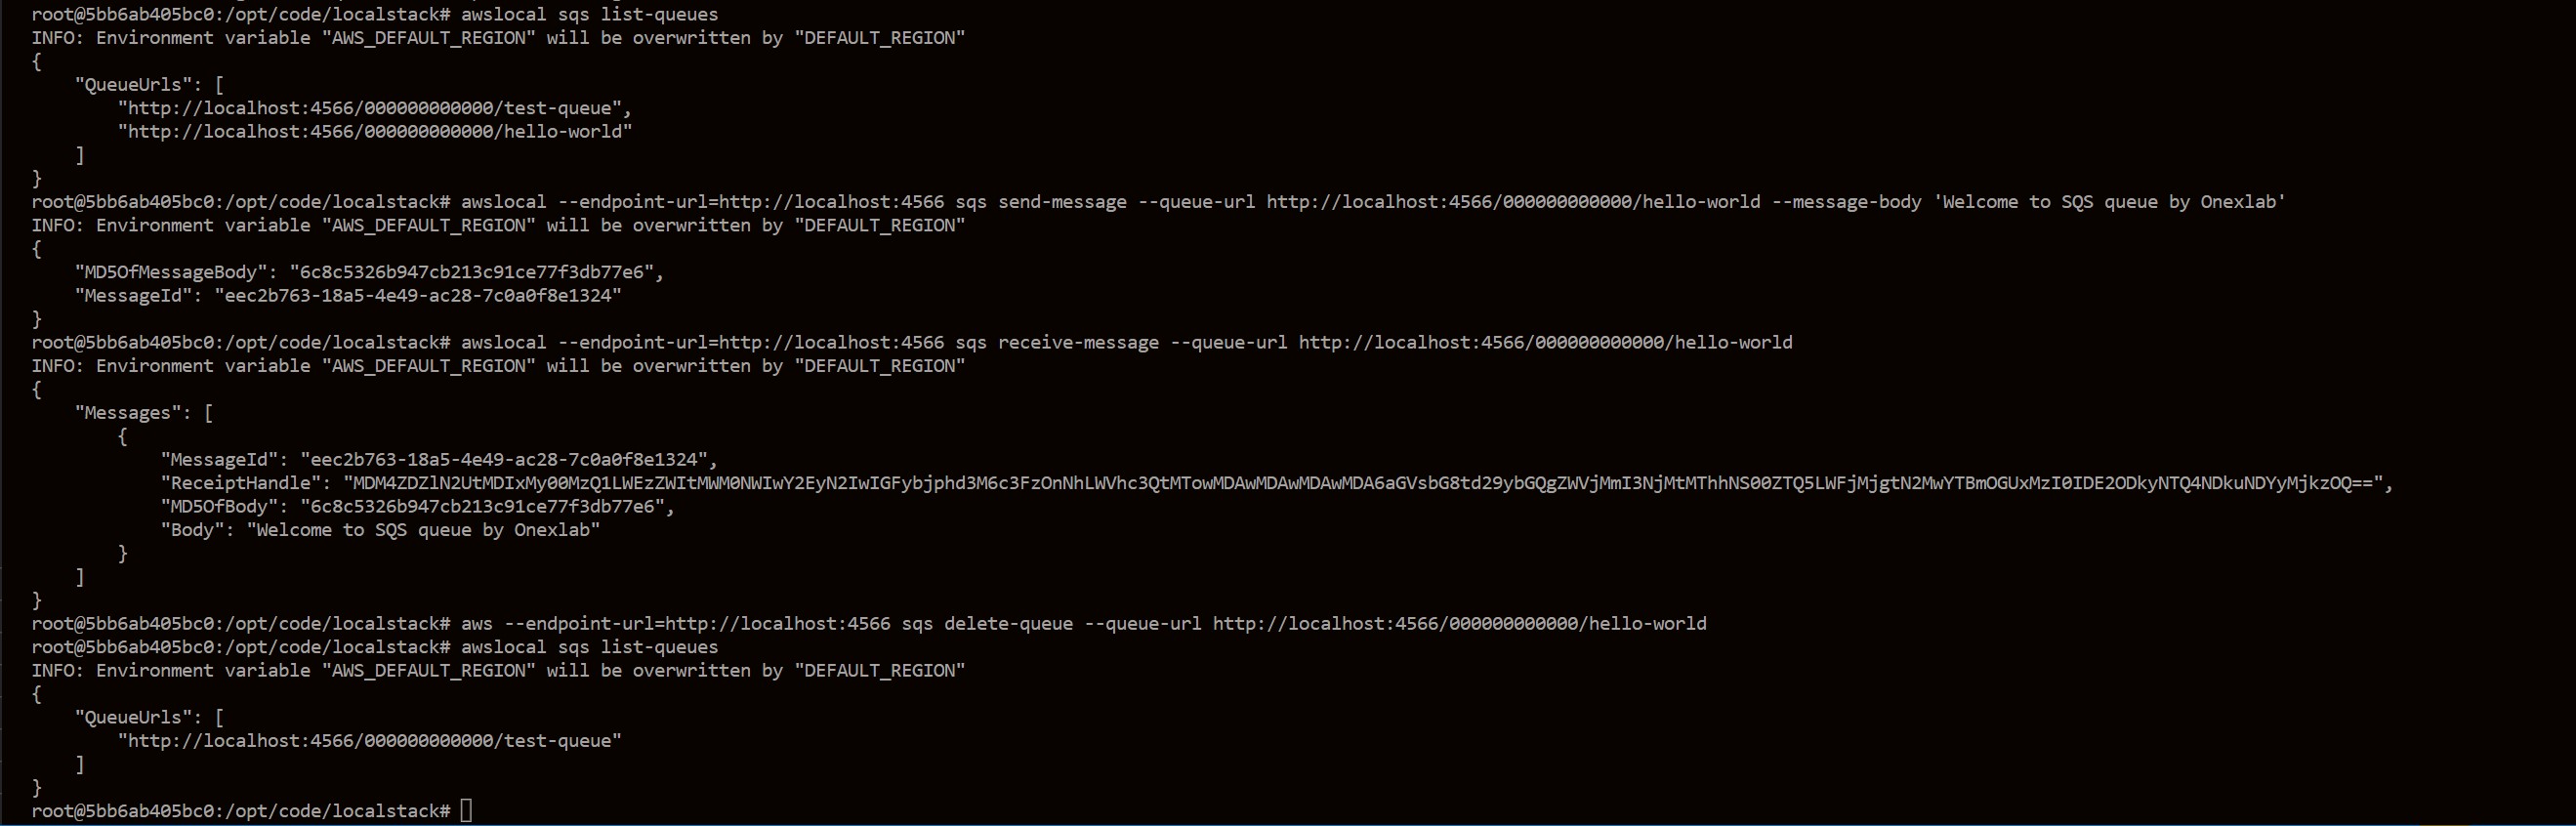 root@5bb6ab405bc0:/opt/code/localstack# awslocal sqs list-queues
INFO: Environment variable "AWS_DEFAULT_REGION" will be overwritten by "DEFAULT_REGION"
{
    "QueueUrls": [
        "http://localhost:4566/000000000000/test-queue",
        "http://localhost:4566/000000000000/hello-world"
    ]
}
root@5bb6ab405bc0:/opt/code/localstack# awslocal --endpoint-url=http://localhost:4566 sqs send-message --queue-url http://localhost:4566/000000000000/hello-world --message-body 'Welcome to SQS queue by Onexlab'
INFO: Environment variable "AWS_DEFAULT_REGION" will be overwritten by "DEFAULT_REGION"
{
    "MD5OfMessageBody": "6c8c5326b947cb213c91ce77f3db77e6",
    "MessageId": "eec2b763-18a5-4e49-ac28-7c0a0f8e1324"
}
root@5bb6ab405bc0:/opt/code/localstack# awslocal --endpoint-url=http://localhost:4566 sqs receive-message --queue-url http://localhost:4566/000000000000/hello-world
INFO: Environment variable "AWS_DEFAULT_REGION" will be overwritten by "DEFAULT_REGION"
{
    "Messages": [
        {
            "MessageId": "eec2b763-18a5-4e49-ac28-7c0a0f8e1324",
            "ReceiptHandle": "MDM4ZDZlN2UtMDIxMy00MzQ1LWEzZWItMWM0NWIwY2EyN2IwIGFybjphd3M6c3FzOnNhLWVhc3QtMTowMDAwMDAwMDAwMDA6aGVsbG8td29ybGQgZWVjMmI3NjMtMThhNS00ZTQ5LWFjMjgtN2MwYTBmOGUxMzI0IDE2ODkyNTQ4NDkuNDYyMjkzOQ==",
            "MD5OfBody": "6c8c5326b947cb213c91ce77f3db77e6",
            "Body": "Welcome to SQS queue by Onexlab"
        }
    ]
}
root@5bb6ab405bc0:/opt/code/localstack# aws --endpoint-url=http://localhost:4566 sqs delete-queue --queue-url http://localhost:4566/000000000000/hello-world
root@5bb6ab405bc0:/opt/code/localstack# awslocal sqs list-queues
INFO: Environment variable "AWS_DEFAULT_REGION" will be overwritten by "DEFAULT_REGION"
{
    "QueueUrls": [
        "http://localhost:4566/000000000000/test-queue"
    ]
}
root@5bb6ab405bc0:/opt/code/localstack#